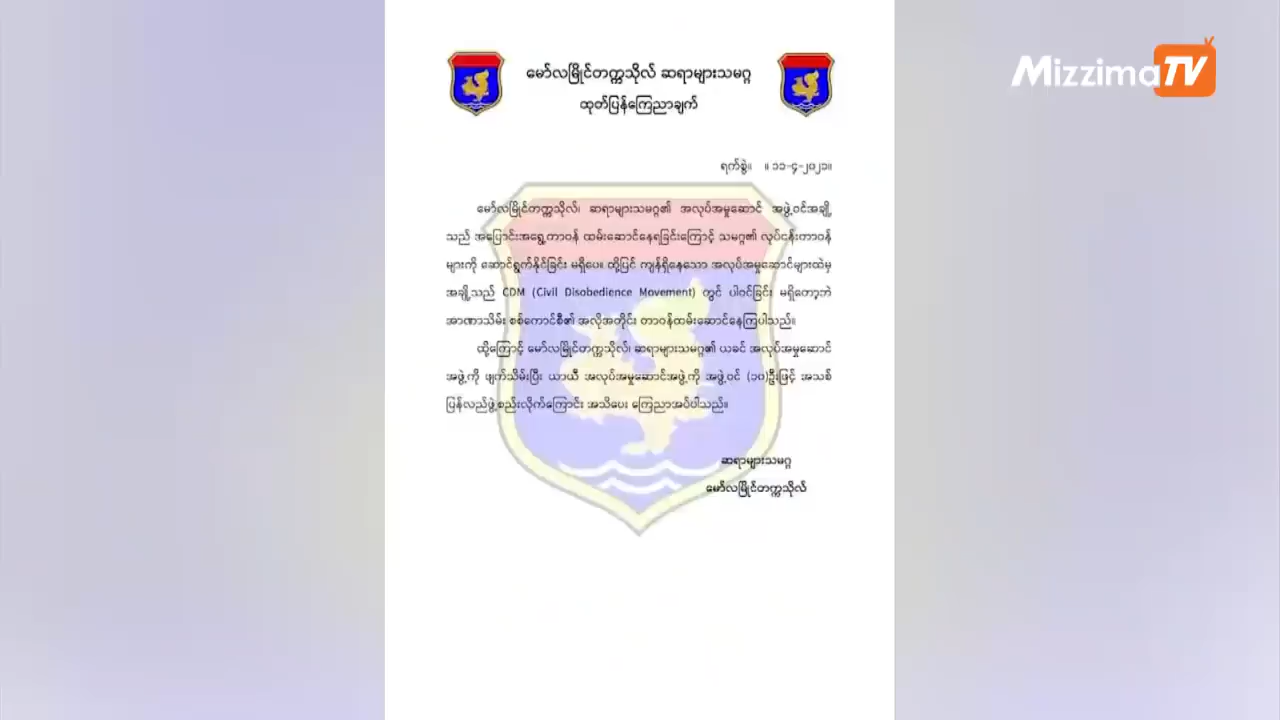 MizzimaTV
မော်လမြိုင်တက္ကသိုလ် ဆရာများသမဂ္ဂ
ထုတ်ပြန်ကြေညာချက်
ရက်စွဲ။ ။ ၁၁-၄-၂၀၂၁။
မော်လမြိုင်တက္ကသိုလ်၊ ဆရာများသမဂ္ဂ၏ အလုပ်အမှုဆောင် အဖွဲ့ဝင်အချို့
သည် အပြောင်းအရွှေ့တာဝန် ထမ်းဆောင်နေရခြင်းကြောင့် သမဂ္ဂ၏ လုပ်ငန်းတာဝန်
များကို ဆောင်ရွက်နိုင်ခြင်း မရှိပေ။ ထို့ပြင် ကျန်ရှိနေသော အလုပ်အမှုဆောင်များထဲမှ
အချို့သည် CDM (Civil Disobedience Movement) တွင် ပါဝင်ခြင်း မရှိတော့ဘဲ
အာဏာသိမ်း စစ်ကောင်စီ၏ အလိုအတိုင်း တာဝန်ထမ်းဆောင်နေကြပါသည်။
ထို့ကြောင့် မော်လမြိုင်တက္ကသိုလ်၊ ဆရာများသမဂ္ဂ၏ ယခင် အလုပ်အမှုဆောင်
အဖွဲ့ကို ဖျက်သိမ်းပြီး ယာယီ အလုပ်အမှုဆောင်အဖွဲ့ကို အဖွဲ့ဝင် (၁၀)ဦးဖြင့် အသစ်
ပြန်လည်ဖွဲ့စည်းလိုက်ကြောင်း အသိပေး ကြေညာအပ်ပါသည်။
ဆရာများသမဂ္ဂ
မော်လမြိုင်တက္ကသိုလ်